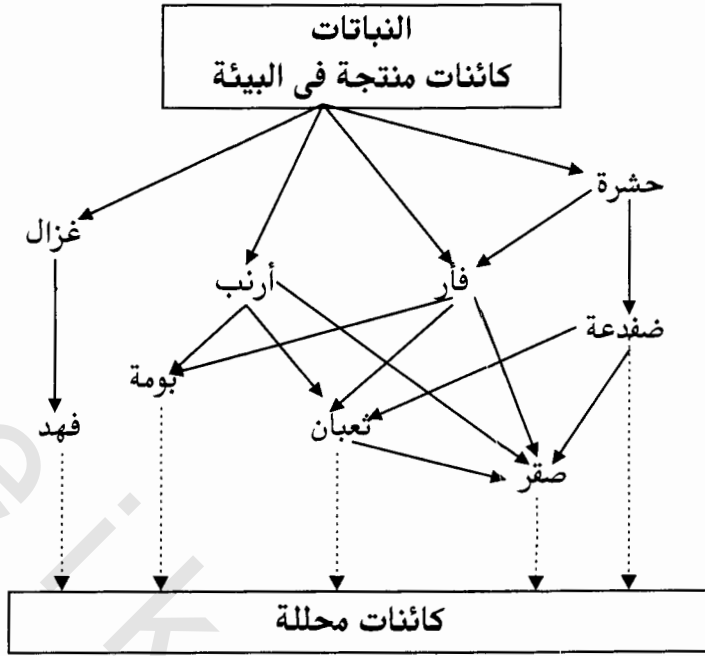 النباتات
كائنات منتجة فى البيئة
حشرة
غزال
فأر
أرنب
ضفدعة
بومة
ثعبان
فهد
صقر
كائنات محللة